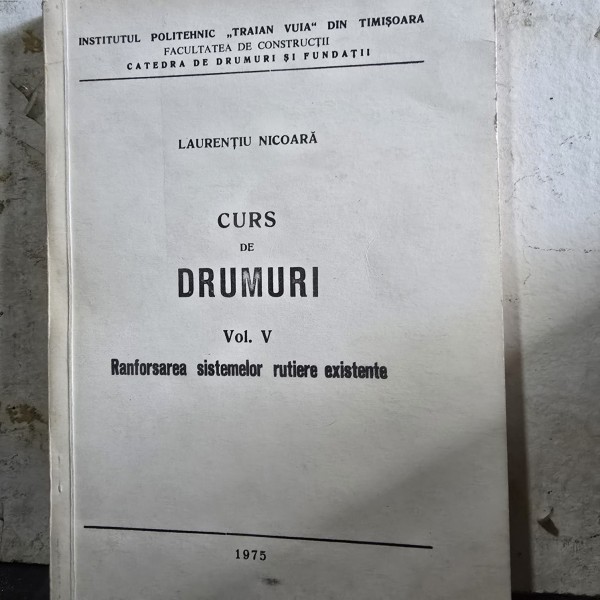 INSTITUTUL POLITEHNIC „TRAIAN VUIA“ DIN TIMIȘOARA
FACULTATEA DE CONSTRUCȚII
CATEDRA DE DRUMURI ȘI FUNDAȚII
LAURENȚIU NICOARĂ
CURS
DE
DRUMURI
Vol. V
Ranforsarea sistemelor rutiere existente
1975